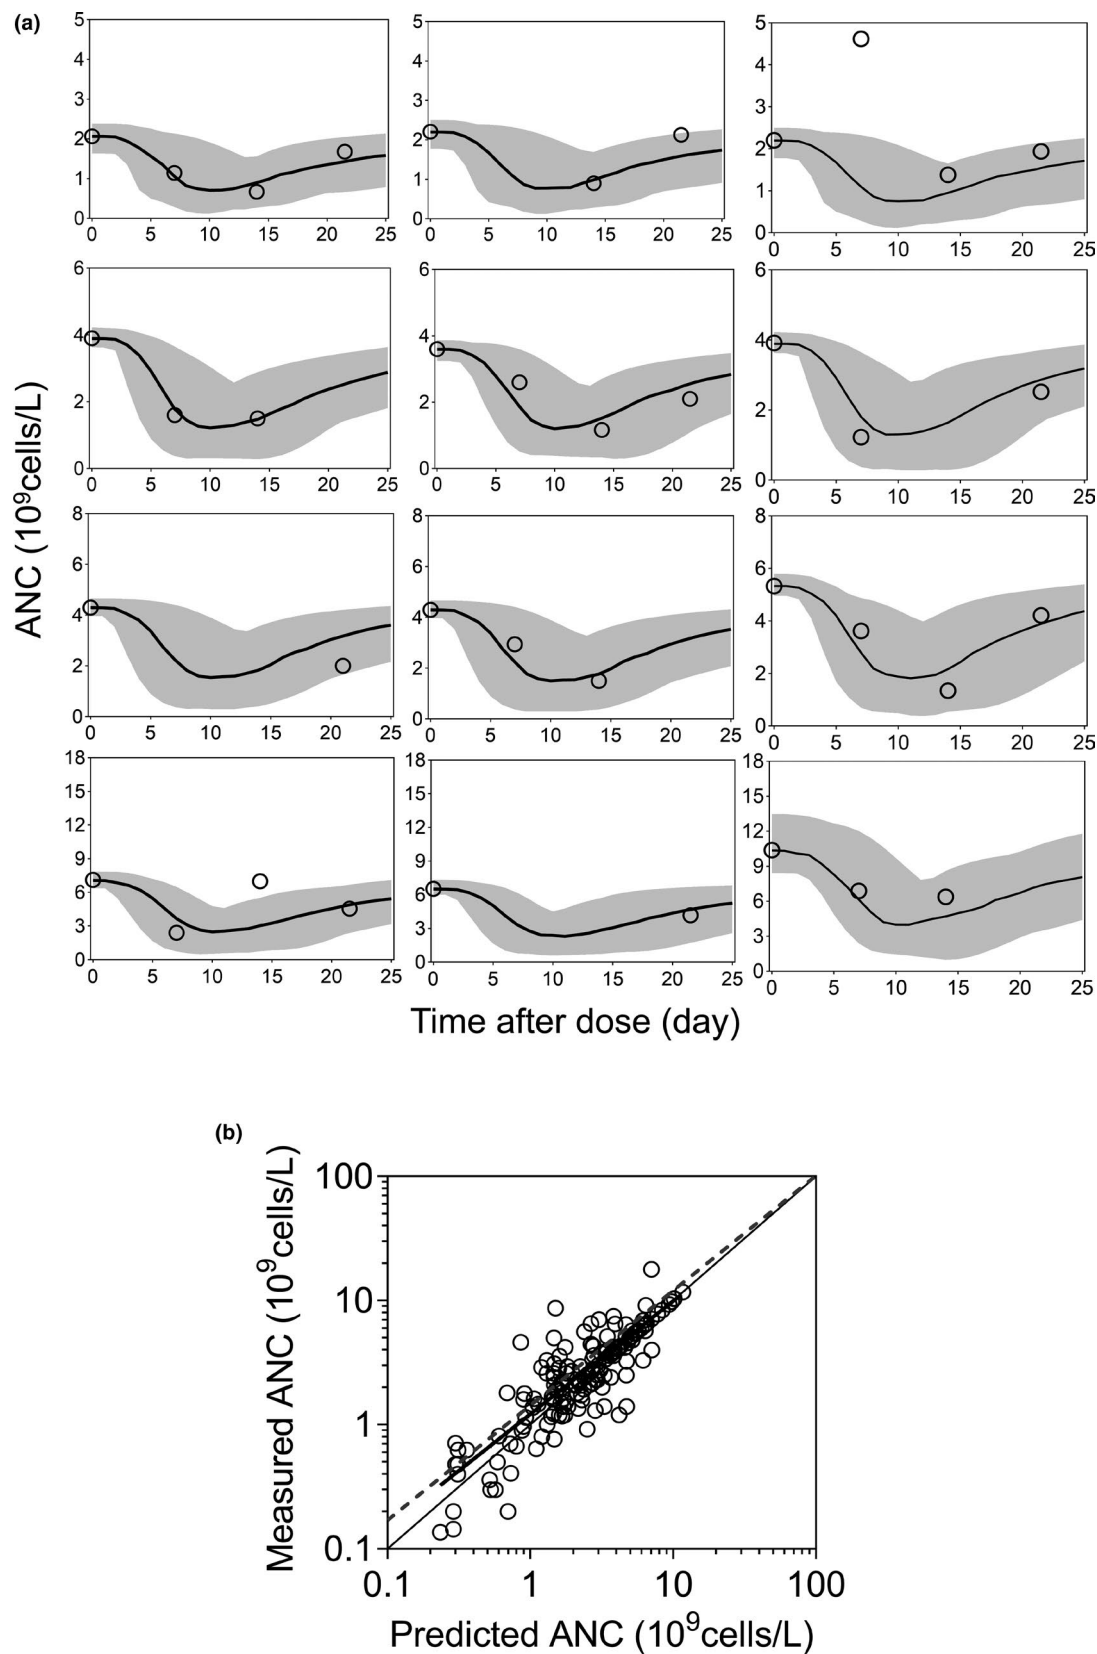 (a)
5 5 5
4 4 4
3 3 3
2 2 2
1 1 1
0 0 0
0 5 10 15 20 25 0 5 10 15 20 25 0 5 10 15 20 25
6 6 6
4 4 4
2 2 2
0 0 0
0 5 10 15 20 25 0 5 10 15 20 25 0 5 10 15 20 25
ANC (10⁹cells/L)
8 8 8
6 6 6
4 4 4
2 2 2
0 0 0
0 5 10 15 20 25 0 5 10 15 20 25 0 5 10 15 20 25
18 18 18
15 15 15
12 12 12
9 9 9
6 6 6
3 3 3
0 0 0
0 5 10 15 20 25 0 5 10 15 20 25 0 5 10 15 20 25
Time after dose (day)
(b)
Measured ANC (10⁹cells/L)
100
10
1
0.1
0.1 1 10 100
Predicted ANC (10⁹cells/L)